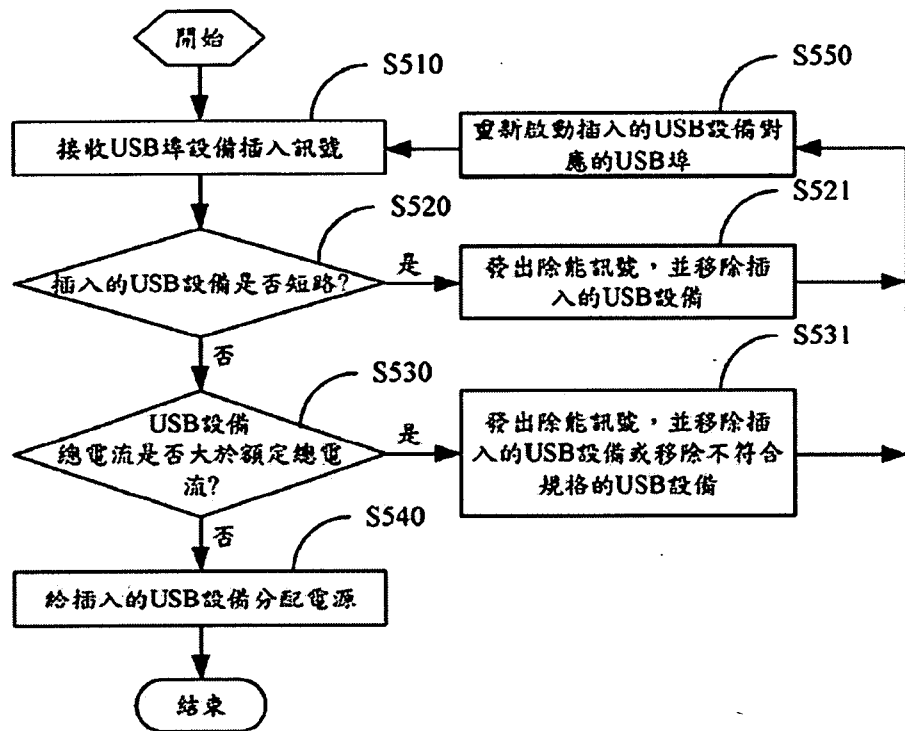 開始
S510
接收USB埠設備插入訊號
S550
重新啟動插入的USB設備對
應的USB埠
S520
插入的USB設備是否短路?
是
S521
發出除能訊號，並移除插
入的USB設備
否
S530
USB設備
總電流是否大於額定總電
流?
是
S531
發出除能訊號，並移除插
入的USB設備或移除不符合
規格的USB設備
否
S540
給插入的USB設備分配電源
結束